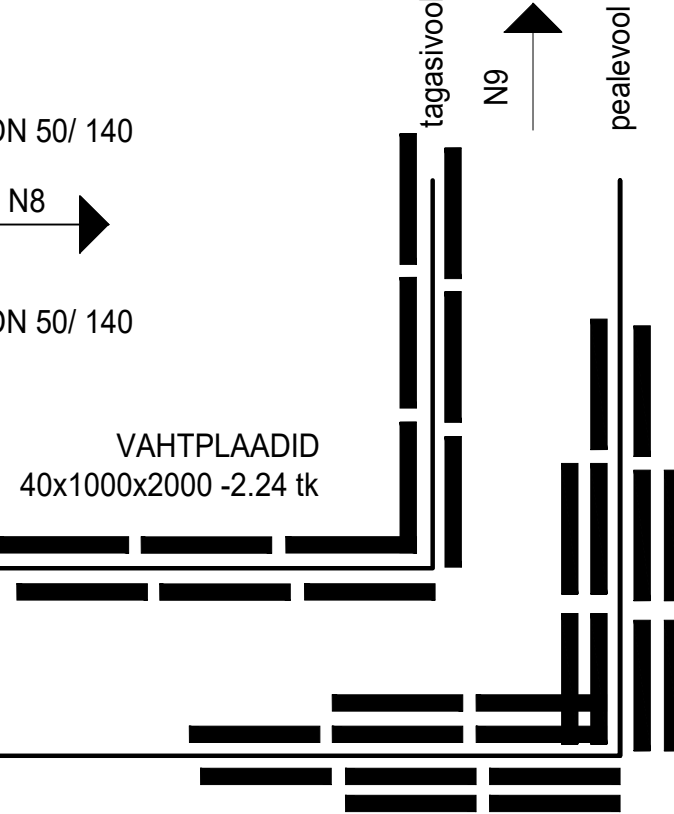 tagasivool
N9
pealevool
DN 50/ 140
N8
DN 50/ 140
VAHTPLAADID
40x1000x2000 -2.24 tk